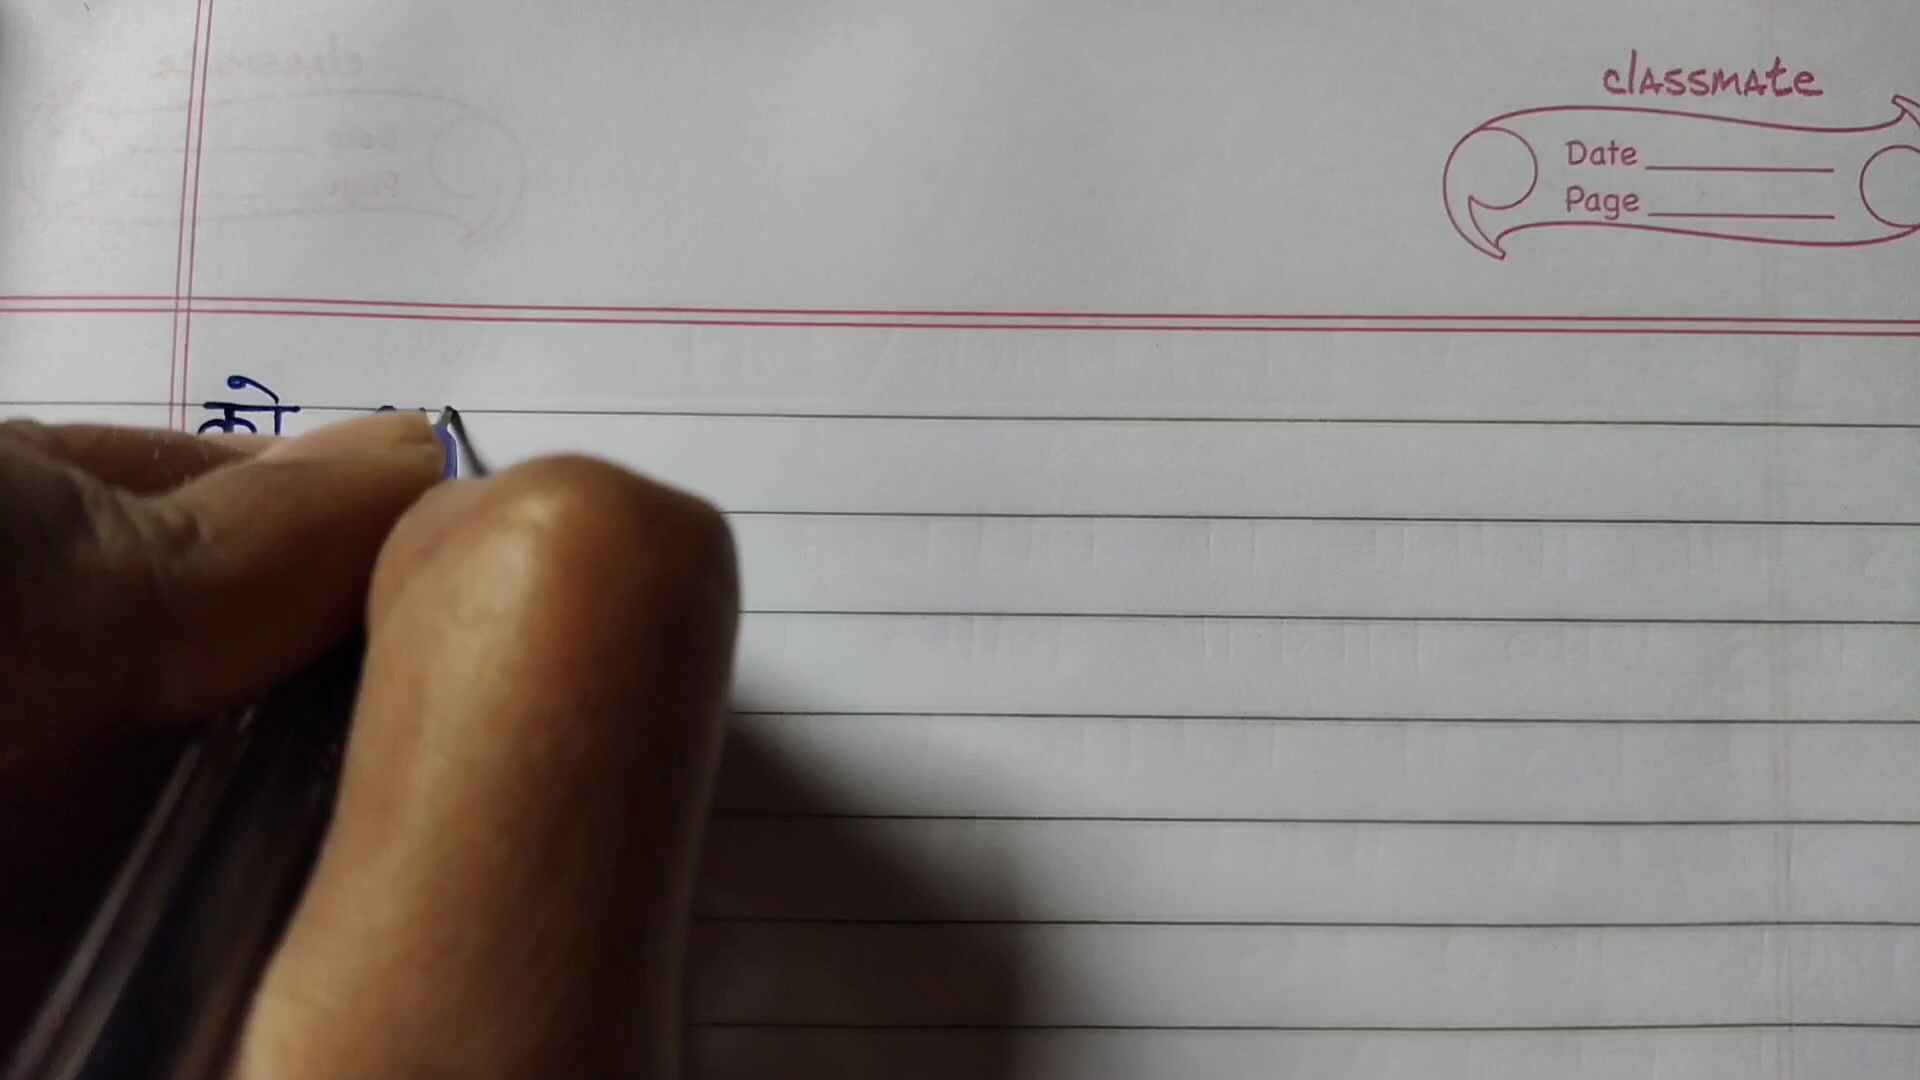 classmate
Date
Page
को